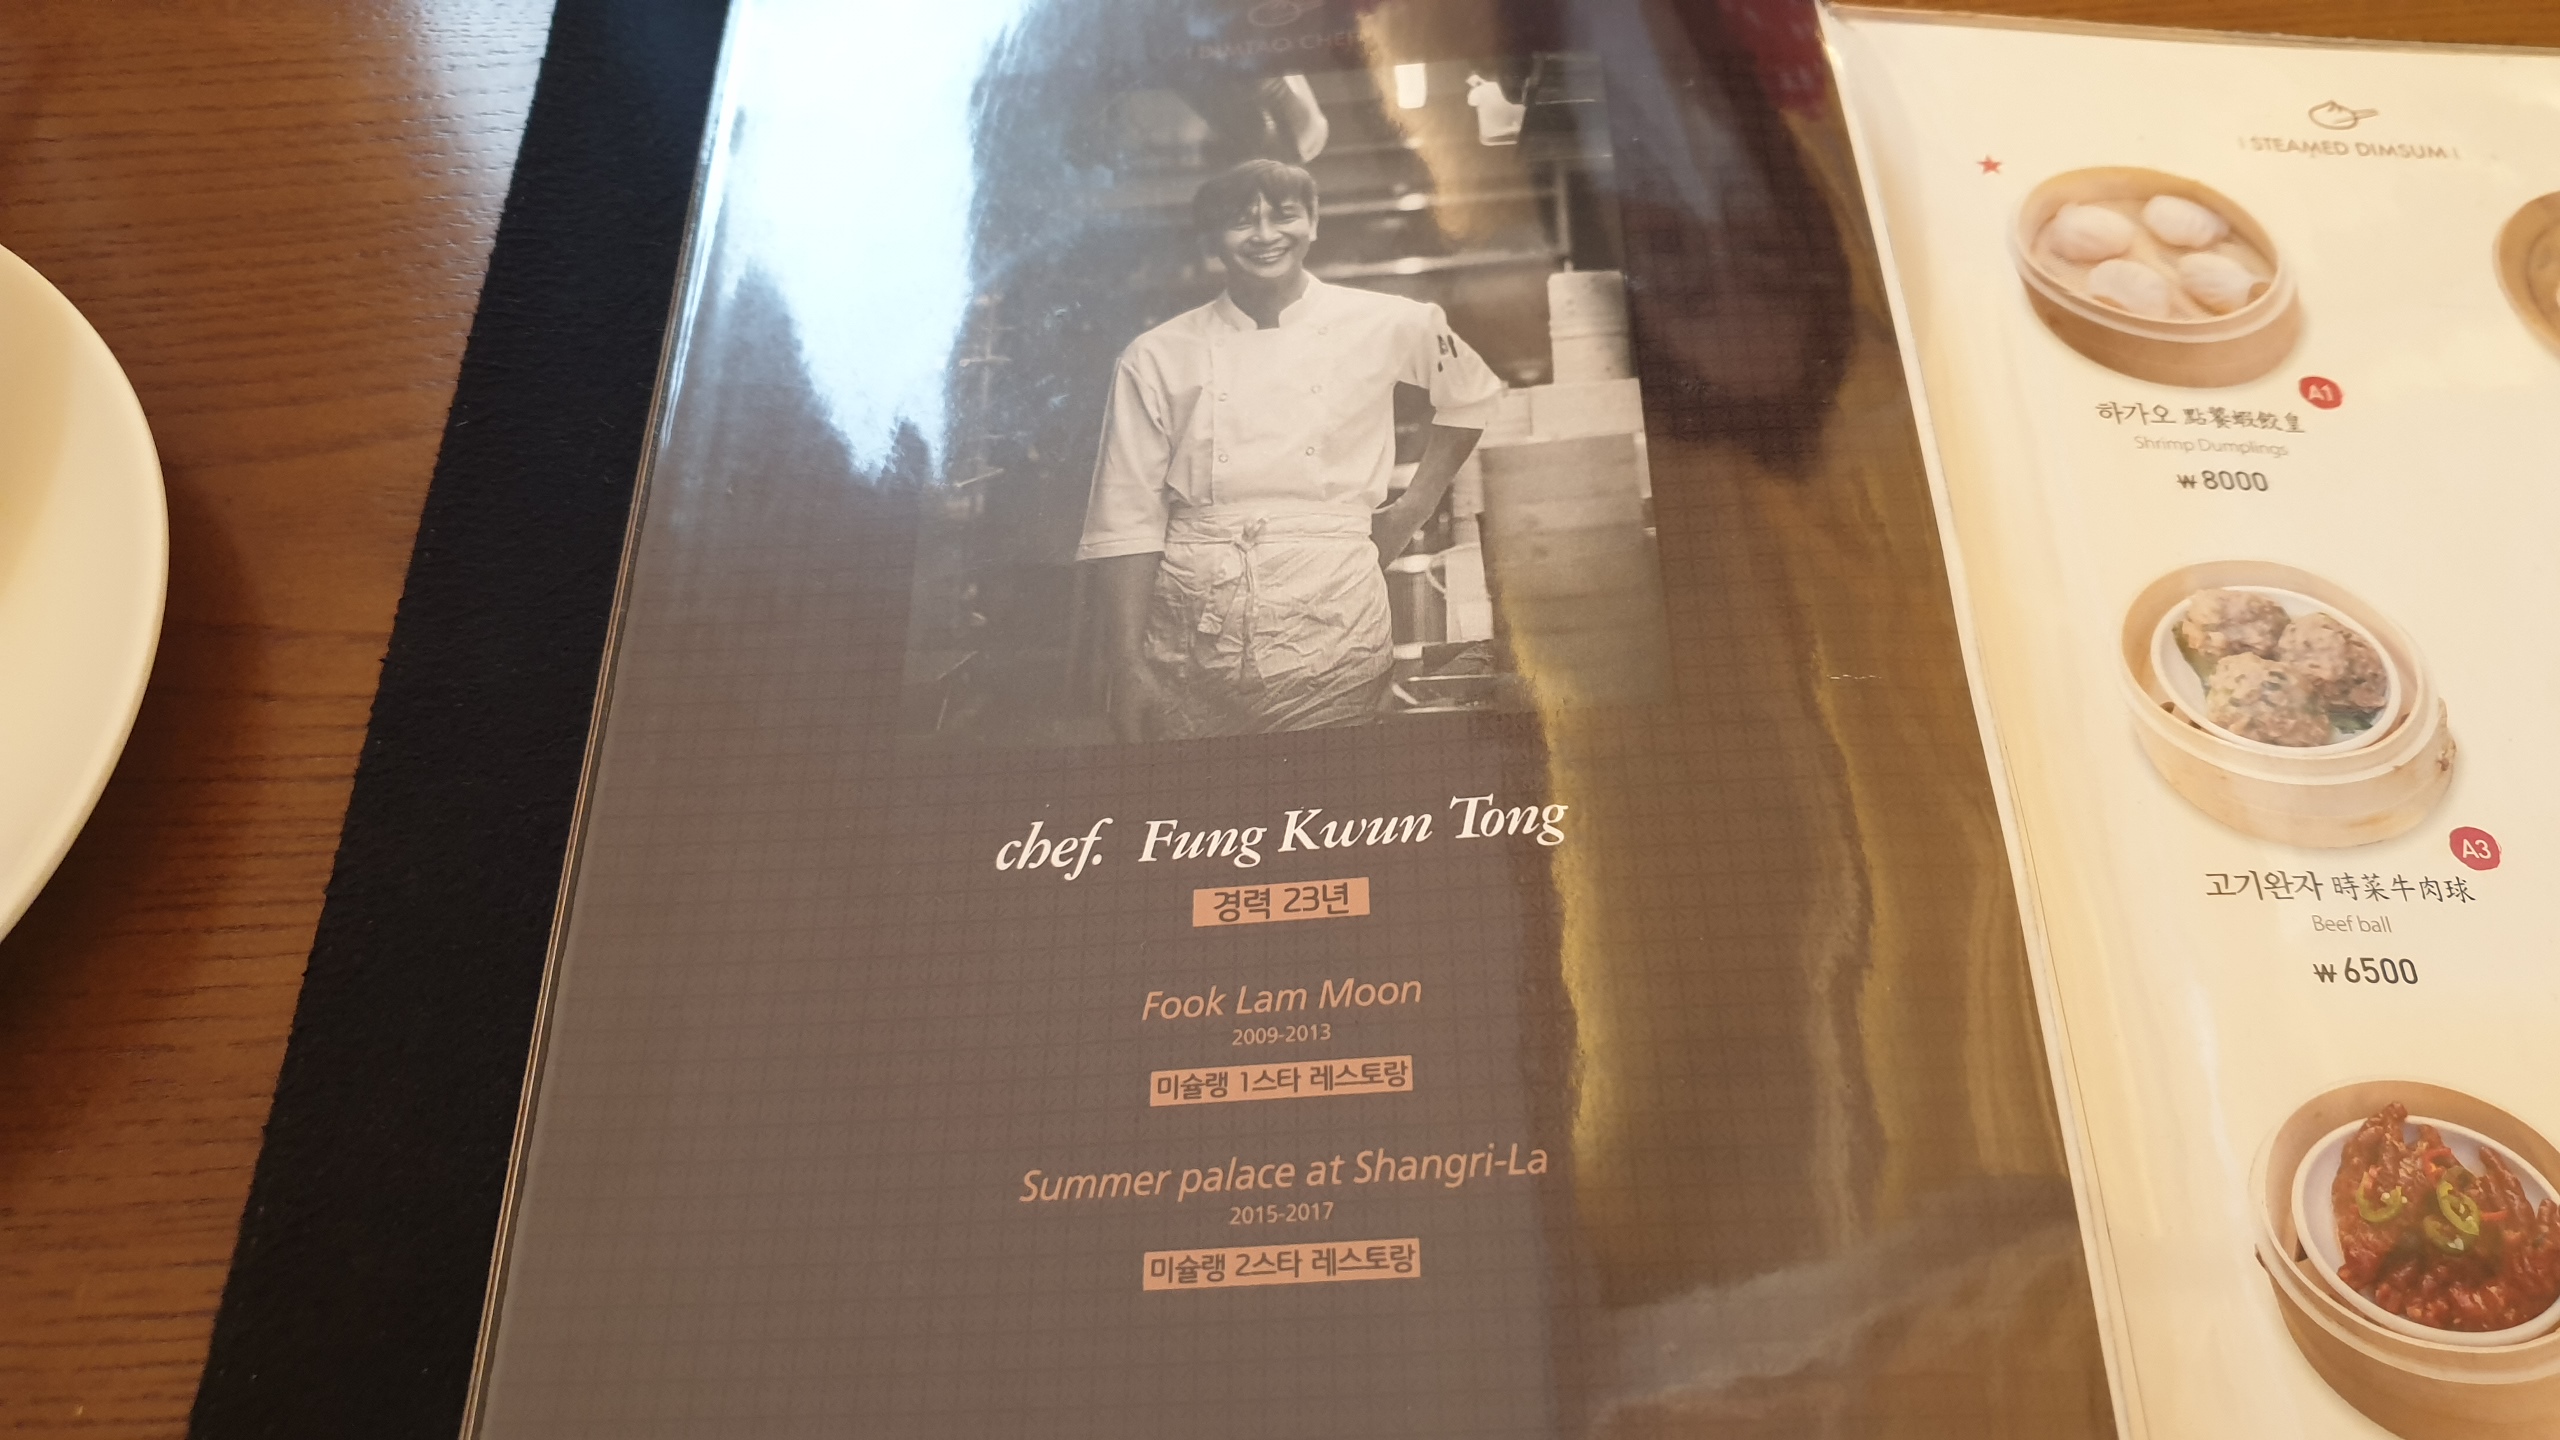 DIMTAO CHEF
chef. Fung Kwun Tong
경력 23년
Fook Lam Moon
2009-2013
미슐랭 1스타 레스토랑
Summer palace at Shangri-La
2015-2017
미슐랭 2스타 레스토랑
STEAMED DIMSUM
A1
하가오 點饗蝦餃皇
Shrimp Dumplings
₩8000
A3
고기완자 時菜牛肉球
Beef ball
₩6500